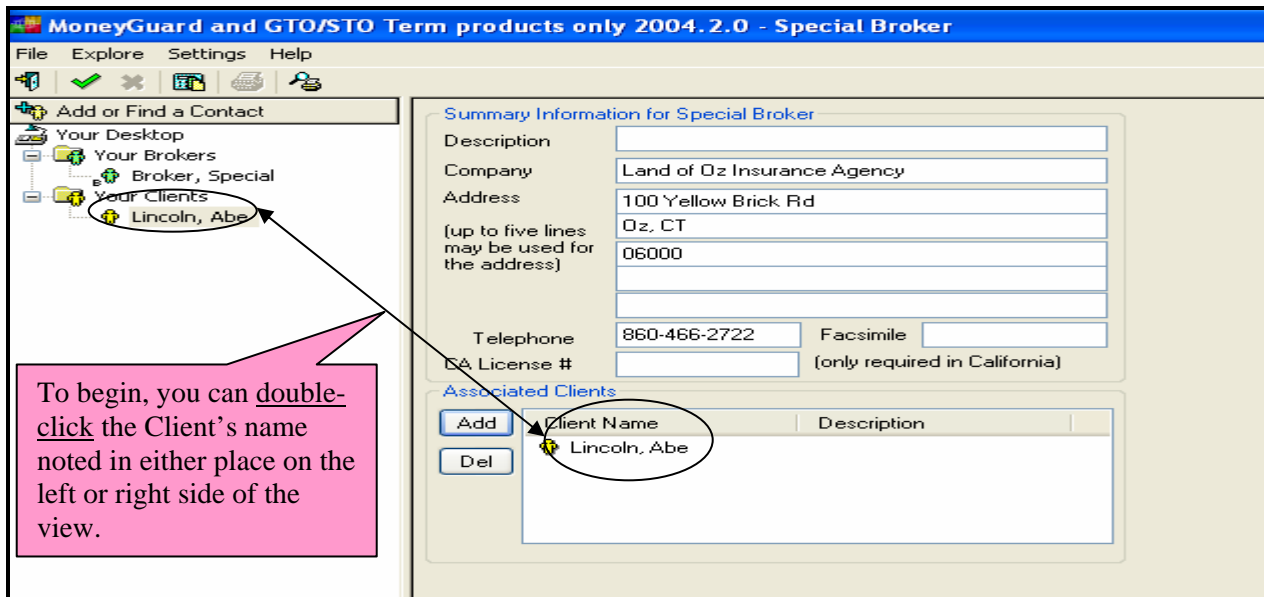 MoneyGuard and GTO/STO Term products only 2004.2.0 - Special Broker
File Explore Settings Help
Add or Find a Contact
Your Desktop
Your Brokers
B Broker, Special
Your Clients
Lincoln, Abe
To begin, you can double-
click the Client's name
noted in either place on the
left or right side of the
view.
Summary Information for Special Broker
Description
Company Land of Oz Insurance Agency
Address 100 Yellow Brick Rd
(up to five lines Oz, CT
may be used for 06000
the address)
Telephone 860-466-2722 Facsimile
CA License # (only required in California)
Associated Clients
Add Client Name Description
Lincoln, Abe
Del